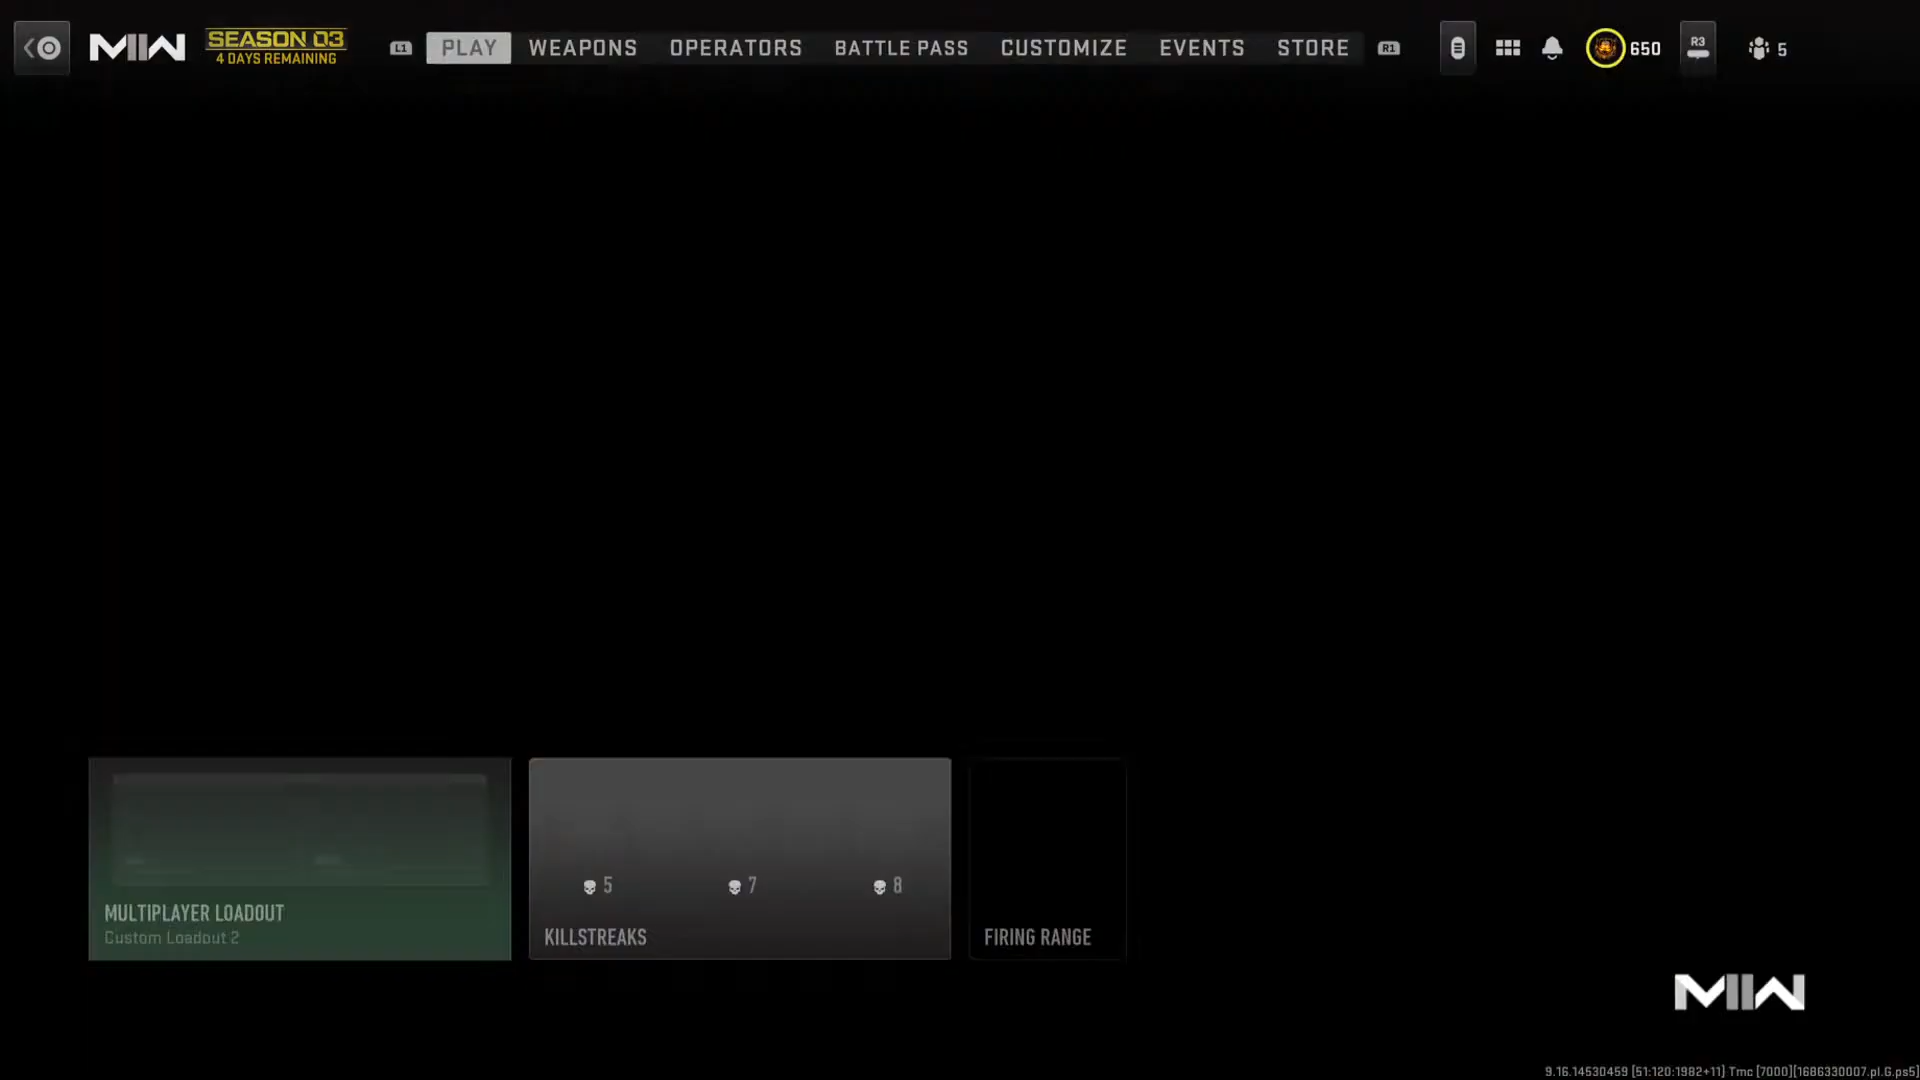 MIIW
SEASON 03
4 DAYS REMAINING
L1
PLAY
WEAPONS
OPERATORS
BATTLE PASS
CUSTOMIZE
EVENTS
STORE
R1
650
R3
5
MULTIPLAYER LOADOUT
Custom Loadout 2
5
7
8
KILLSTREAKS
FIRING RANGE
MIIW
9.16.14530459 [51:120:1982+11] Tmc [7000][1686330007.pl.G.ps5]